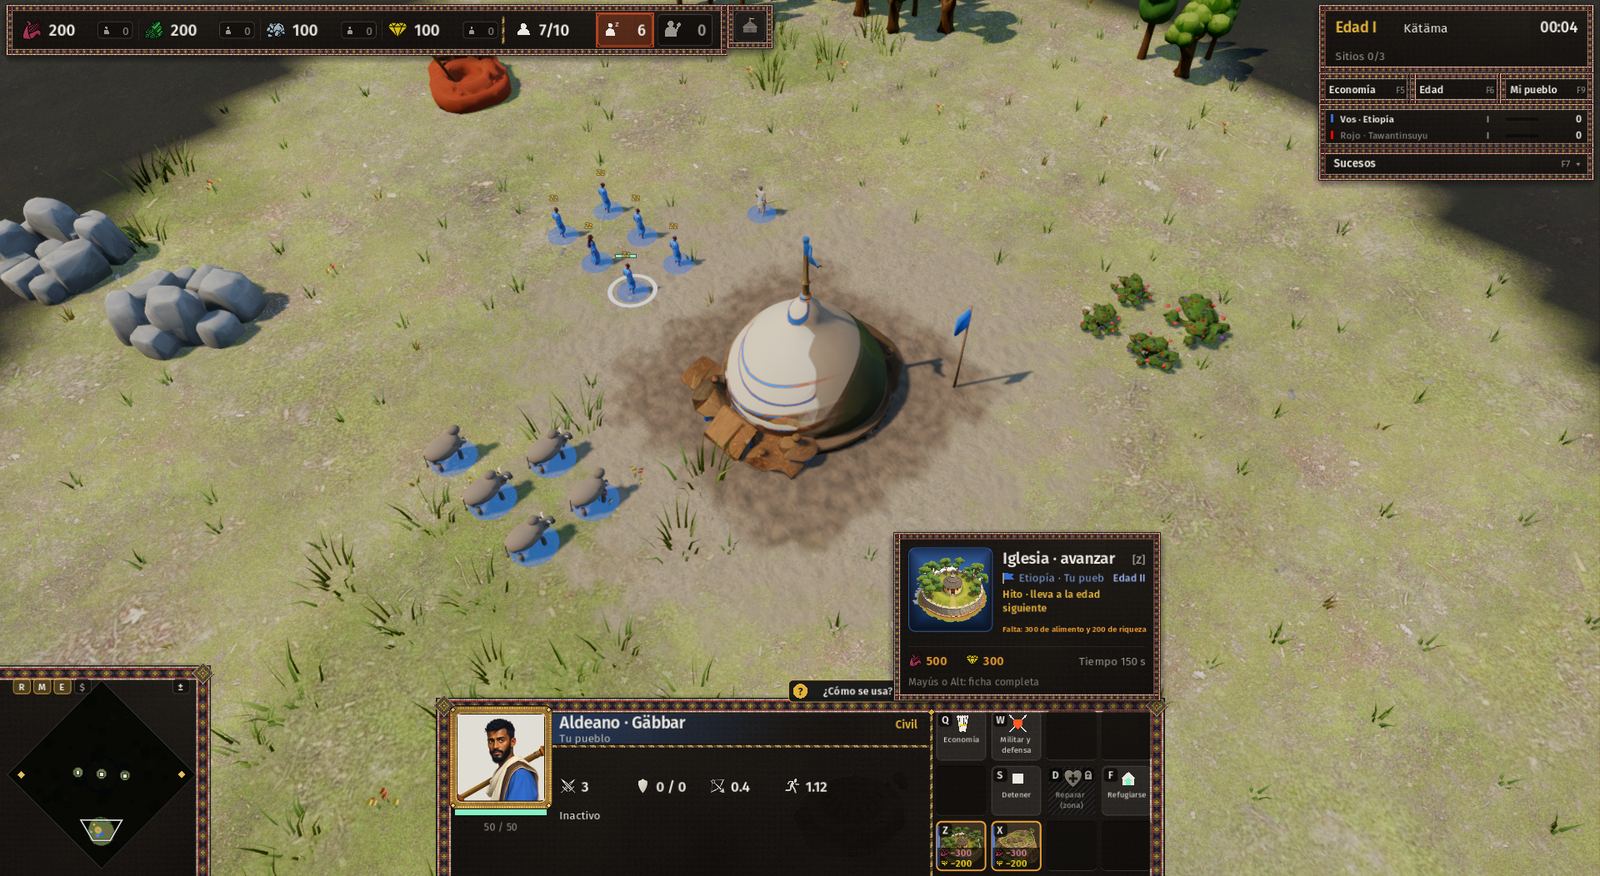 200 0 200 0 100 0 100 0 7/10 6 0
Edad I Kätäma 00:04
Sitios 0/3
Economía F5 Edad F6 Mi pueblo F9
Vos · Etiopía I 0
Rojo · Tawantinsuyu I 0
Sucesos F7
Iglesia · avanzar [Z]
Etiopía · Tu pueb Edad II
Hito · lleva a la edad
siguiente
Falta: 300 de alimento y 200 de riqueza
500 300 Tiempo 150 s
Mayús o Alt: ficha completa
R M E $ ±
? ¿Cómo se usa?
Aldeano · Gäbbar Civil
Tu pueblo
3 0 / 0 0.4 1.12
Inactivo
50 / 50
Q W
Economía Militar y
defensa
S D F
Detener Reparar
(zona) Refugiarse
Z X
-300 -300
-200 -200